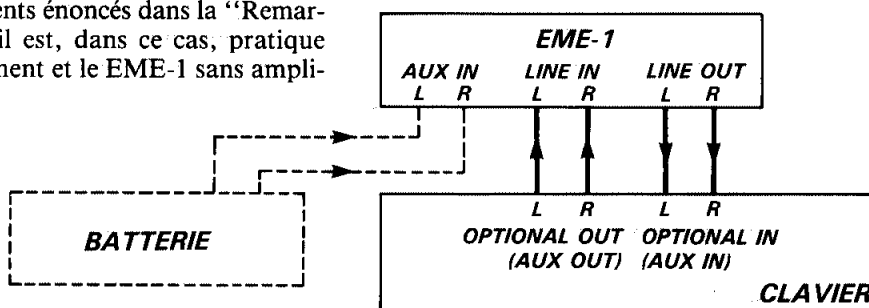 ents énoncés dans la “Remar-
il est, dans ce cas, pratique
ment et le EME-1 sans ampli-
EME-1
AUX IN LINE IN LINE OUT
L R L R L R
L R L R
OPTIONAL OUT OPTIONAL IN
(AUX OUT) (AUX IN)
BATTERIE
CLAVIER